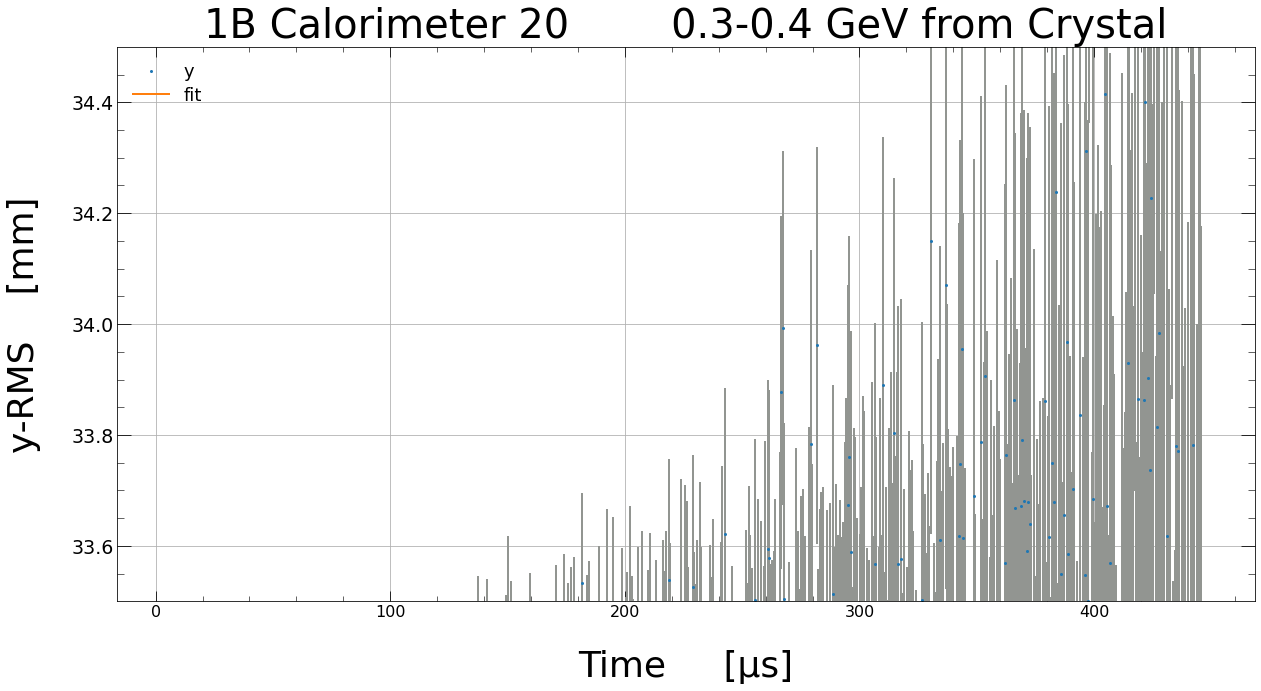 1B Calorimeter 20 0.3-0.4 GeV from Crystal
y
fit
34.4
34.2
34.0
33.8
33.6
y-RMS [mm]
0 100 200 300 400
Time [μs]